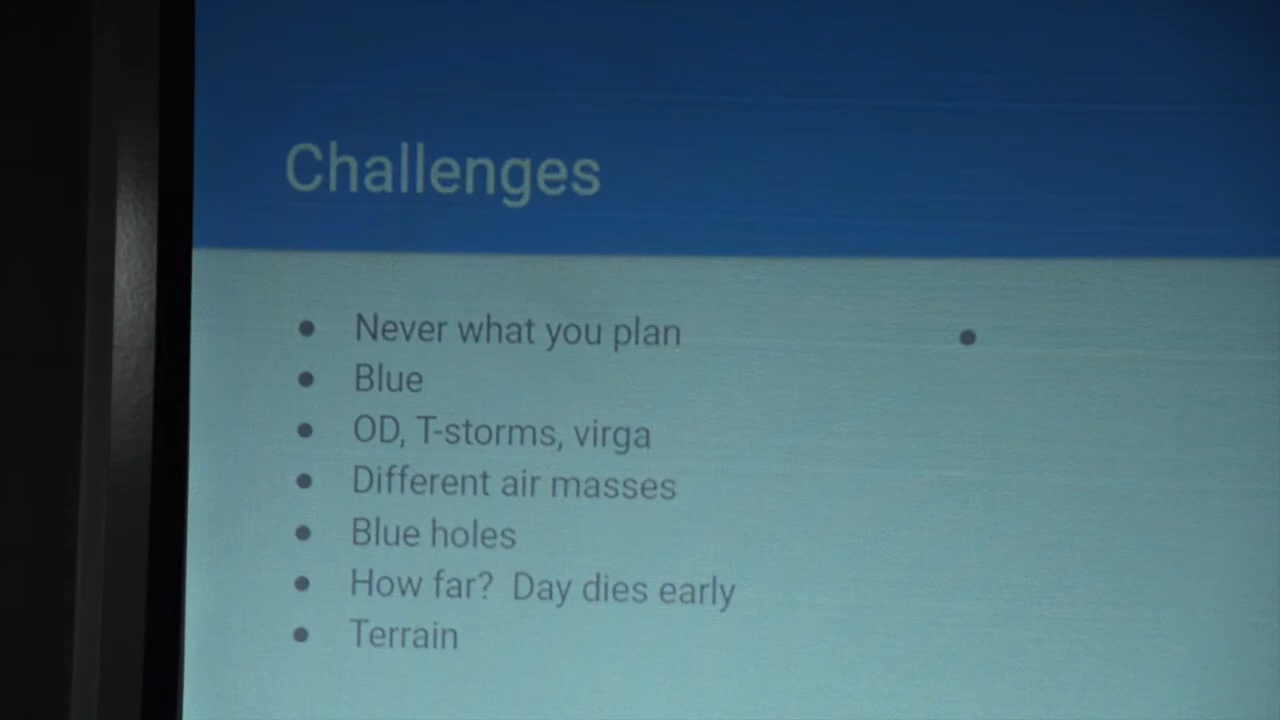 Challenges
● Never what you plan
● Blue
● OD, T-storms, virga
● Different air masses
● Blue holes
● How far? Day dies early
● Terrain
●